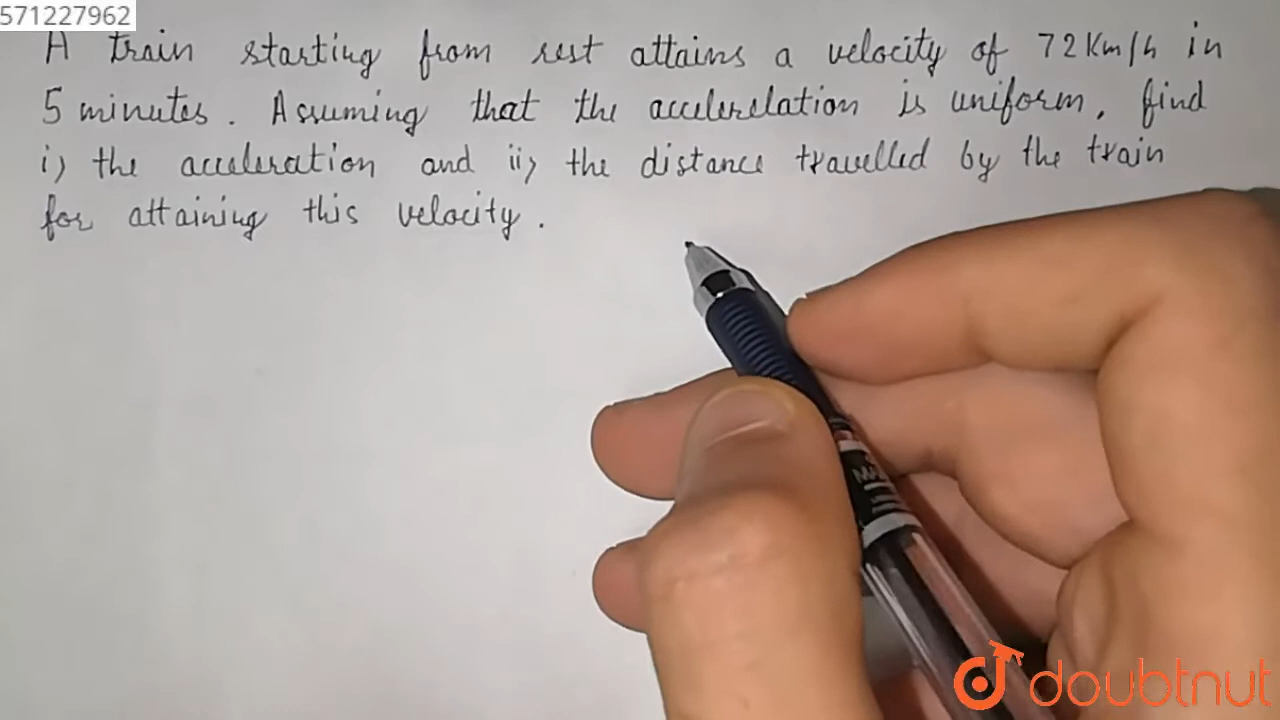 571227962
A train starting from rest attains a velocity of 72 Km/h in
5 minutes. Assuming that the accelerelation is uniform, find
i) the acceleration and ii) the distance travelled by the train
for attaining this velocity.
doubtnut